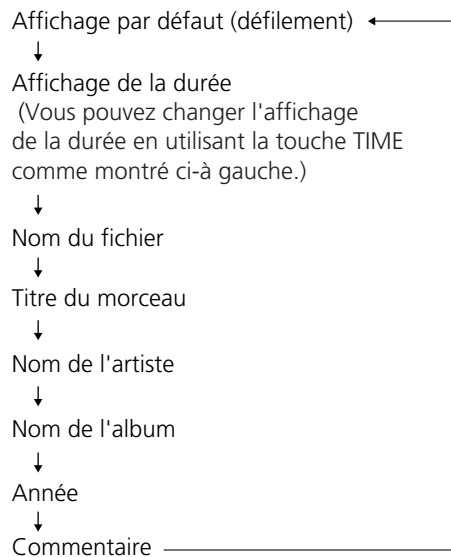 Affichage par défaut (défilement)
Affichage de la durée
(Vous pouvez changer l'affichage
de la durée en utilisant la touche TIME
comme montré ci-à gauche.)
Nom du fichier
Titre du morceau
Nom de l'artiste
Nom de l'album
Année
Commentaire